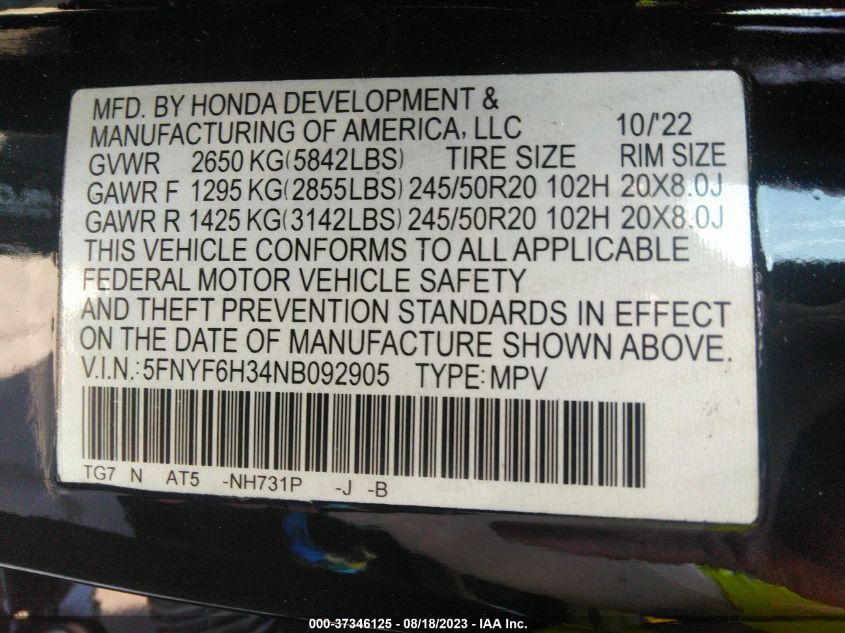 MFD. BY HONDA DEVELOPMENT &
MANUFACTURING OF AMERICA, LLC 10/'22
GVWR 2650 KG(5842LBS) TIRE SIZE RIM SIZE
GAWR F 1295 KG(2855LBS) 245/50R20 102H 20X8.0J
GAWR R 1425 KG(3142LBS) 245/50R20 102H 20X8.0J
THIS VEHICLE CONFORMS TO ALL APPLICABLE
FEDERAL MOTOR VEHICLE SAFETY
AND THEFT PREVENTION STANDARDS IN EFFECT
ON THE DATE OF MANUFACTURE SHOWN ABOVE.
V.I.N.:5FNYF6H34NB092905 TYPE:MPV
TG7 N AT5 -NH731P -J -B
000-37346125 - 08/18/2023 - IAA Inc.